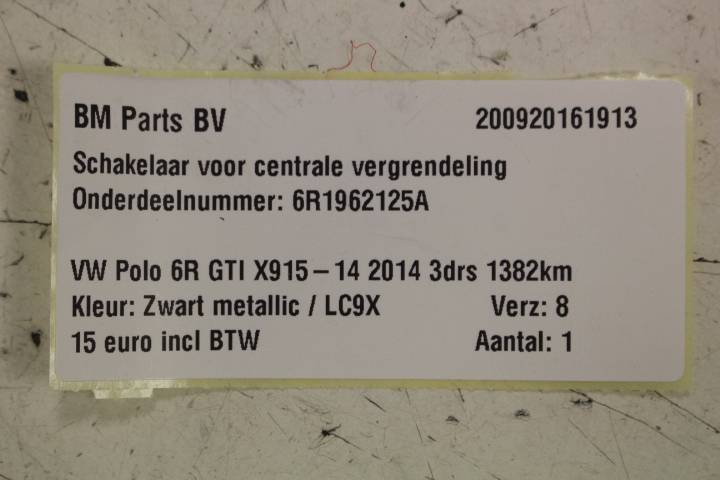 BM Parts BV 200920161913
Schakelaar voor centrale vergrendeling
Onderdeelnummer: 6R1962125A
VW Polo 6R GTI X915-14 2014 3drs 1382km
Kleur: Zwart metallic / LC9X Verz: 8
15 euro incl BTW Aantal: 1